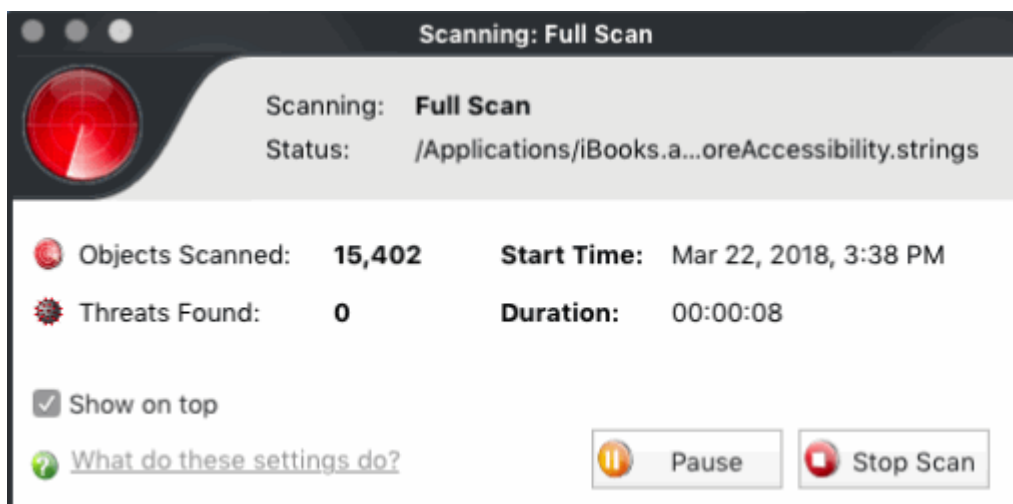 Scanning: Full Scan
Scanning: Full Scan
Status: /Applications/iBooks.a...oreAccessibility.strings
Objects Scanned: 15,402 Start Time: Mar 22, 2018, 3:38 PM
Threats Found: 0 Duration: 00:00:08
Show on top
What do these settings do? Pause Stop Scan